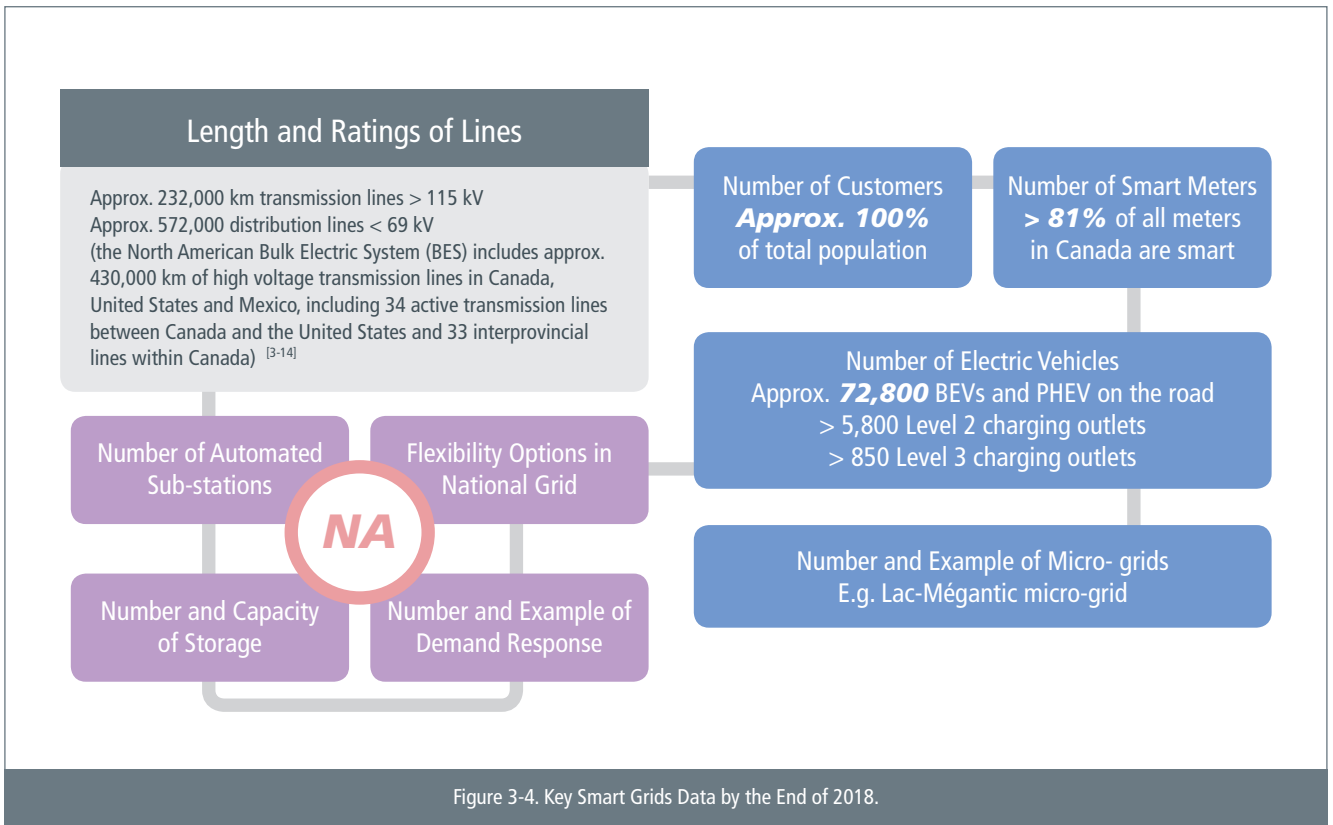 Length and Ratings of Lines
Approx. 232,000 km transmission lines > 115 kV
Approx. 572,000 distribution lines < 69 kV
(the North American Bulk Electric System (BES) includes approx.
430,000 km of high voltage transmission lines in Canada,
United States and Mexico, including 34 active transmission lines
between Canada and the United States and 33 interprovincial
lines within Canada) [3-14]
Number of Customers
Approx. 100%
of total population
Number of Smart Meters
> 81% of all meters
in Canada are smart
Number of Electric Vehicles
Approx. 72,800 BEVs and PHEV on the road
> 5,800 Level 2 charging outlets
> 850 Level 3 charging outlets
Number of Automated
Sub-stations
Flexibility Options in
National Grid
NA
Number and Capacity
of Storage
Number and Example of
Demand Response
Number and Example of Micro- grids
E.g. Lac-Mégantic micro-grid
Figure 3-4. Key Smart Grids Data by the End of 2018.